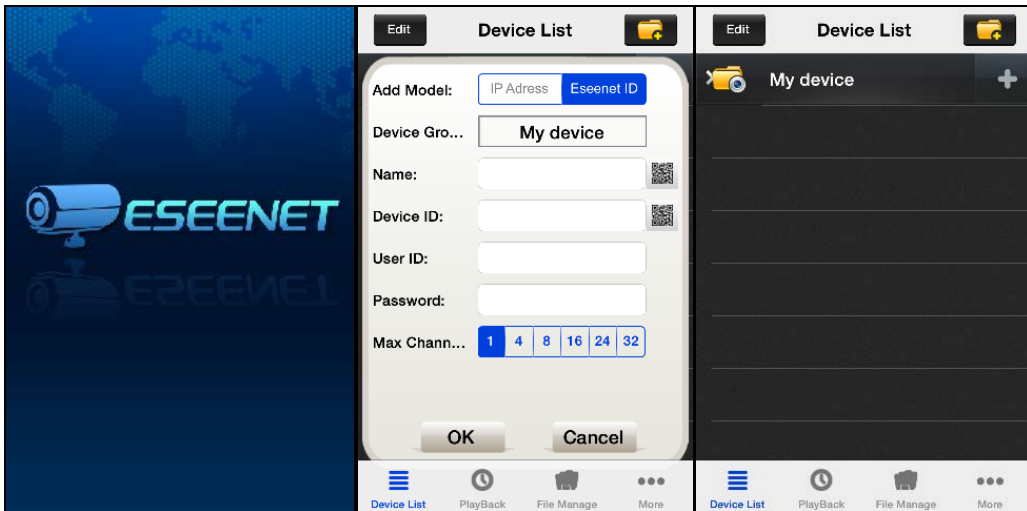 ESEENET
Edit
Device List
Add Model:
IP Adress
Eseenet ID
Device Gro...
My device
Name:
Device ID:
User ID:
Password:
Max Chann...
1 4 8 16 24 32
OK
Cancel
Device List
PlayBack
File Manage
More
Edit
Device List
My device
Device List
PlayBack
File Manage
More